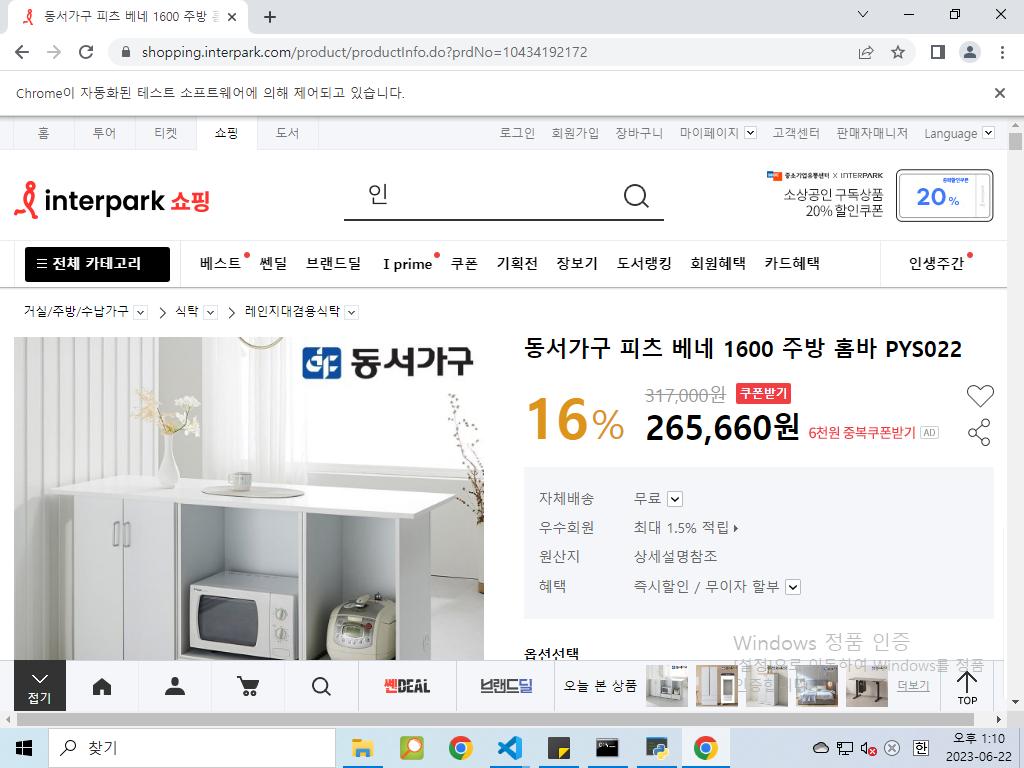 동서가구 피츠 베네 1600 주방 홈
shopping.interpark.com/product/productInfo.do?prdNo=10434192172
Chrome이 자동화된 테스트 소프트웨어에 의해 제어되고 있습니다.
홈 투어 티켓 쇼핑 도서 로그인 회원가입 장바구니 마이페이지 고객센터 판매자매니저 Language
중소기업유통센터 X INTERPARK
interpark 쇼핑 인 소상공인 구독상품 20%
20% 할인쿠폰
전체 카테고리 베스트 쎈딜 브랜드딜 I prime 쿠폰 기획전 장보기 도서랭킹 회원혜택 카드혜택 인생주간
거실/주방/수납가구 식탁 레인지대겸용식탁
동서가구
동서가구 피츠 베네 1600 주방 홈바 PYS022
16% 317,000원 쿠폰받기
265,660원 6천원 중복쿠폰받기 AD
자체배송 무료
우수회원 최대 1.5% 적립
원산지 상세설명참조
혜택 즉시할인 / 무이자 할부
옵션선택
Windows 정품 인증
[설정]으로 이동하여 Windows를 정품
인증합니다.
접기 쎈DEAL 브랜드딜 오늘 본 상품 더보기 TOP
찾기
한 오후 1:10
2023-06-22